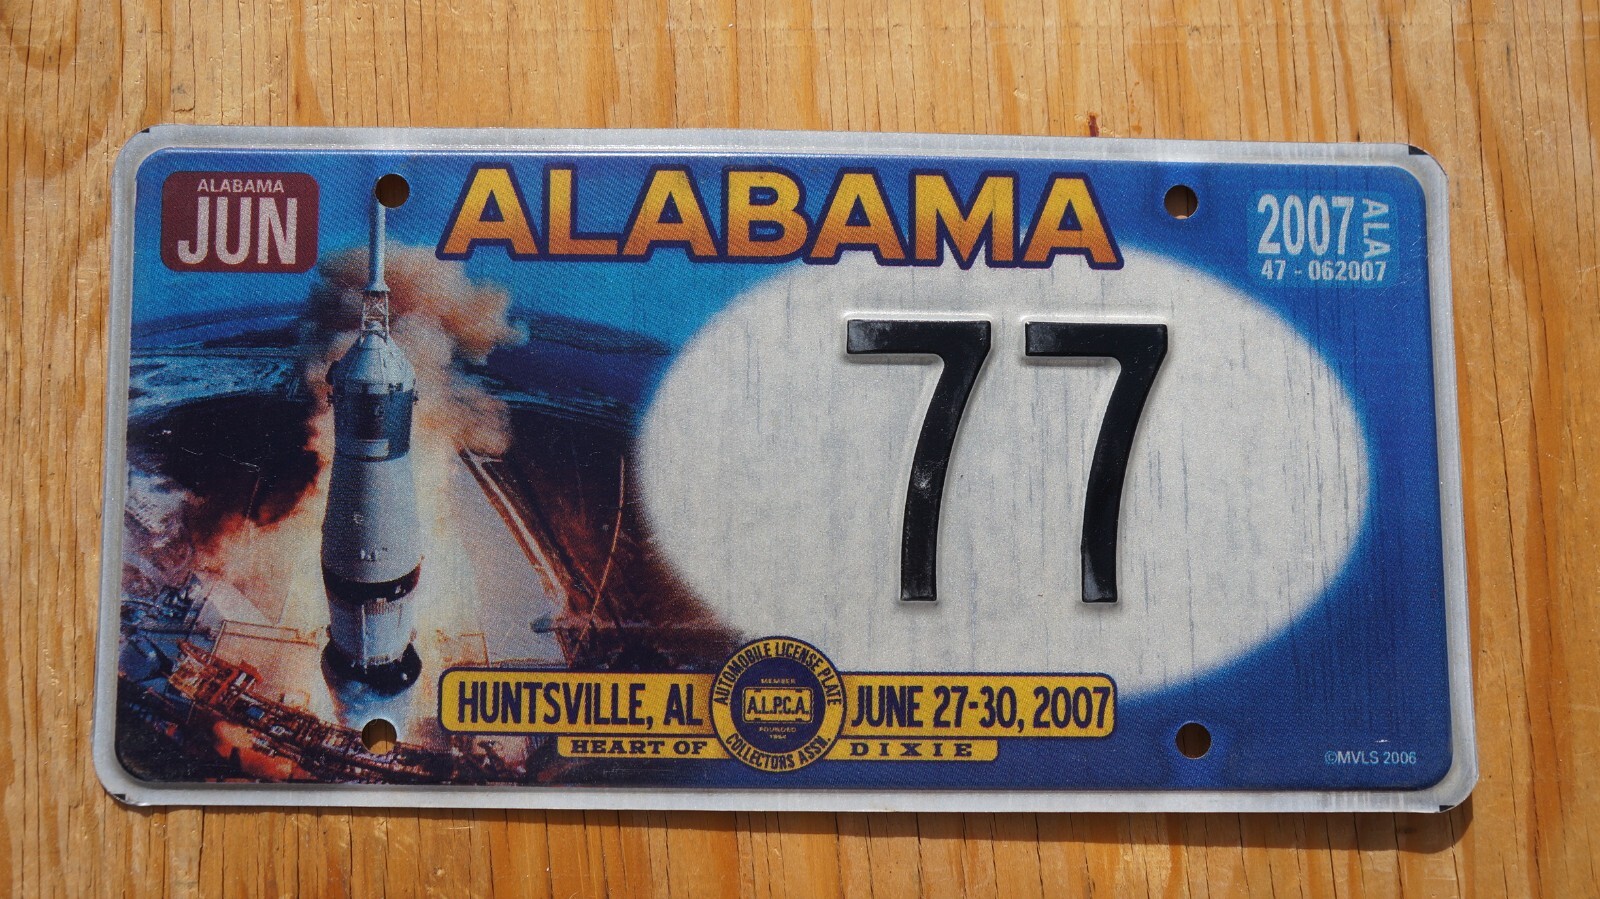 ALABAMA
JUN
ALABAMA
2007 ALA
47 - 062007
77
HUNTSVILLE, AL
AUTOMOBILE LICENSE PLATE
MEMBER
A.L.P.C.A.
FOUNDED
1954
COLLECTORS ASSN.
JUNE 27-30, 2007
HEART OF DIXIE
©MVLS 2006